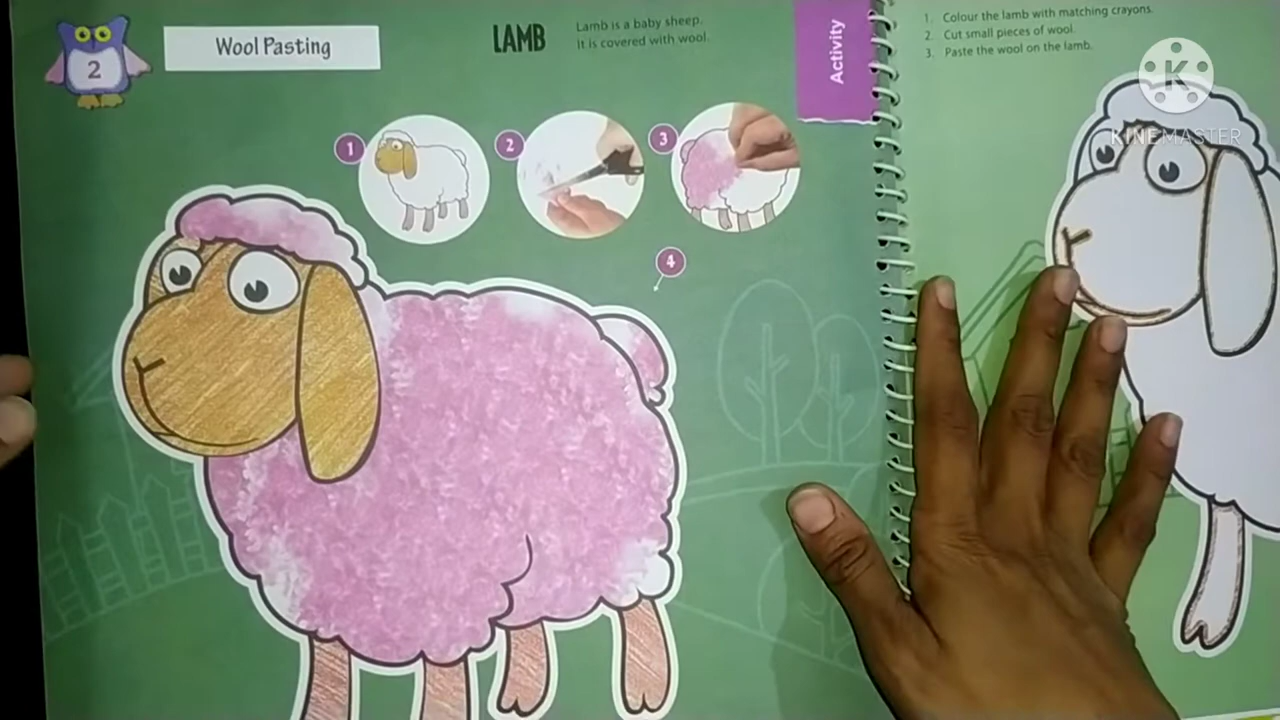 2
Wool Pasting
LAMB
Lamb is a baby sheep.
It is covered with wool.
Activity
1
2
3
4
1. Colour the lamb with matching crayons.
2. Cut small pieces of wool.
3. Paste the wool on the lamb.
K
KINEMASTER